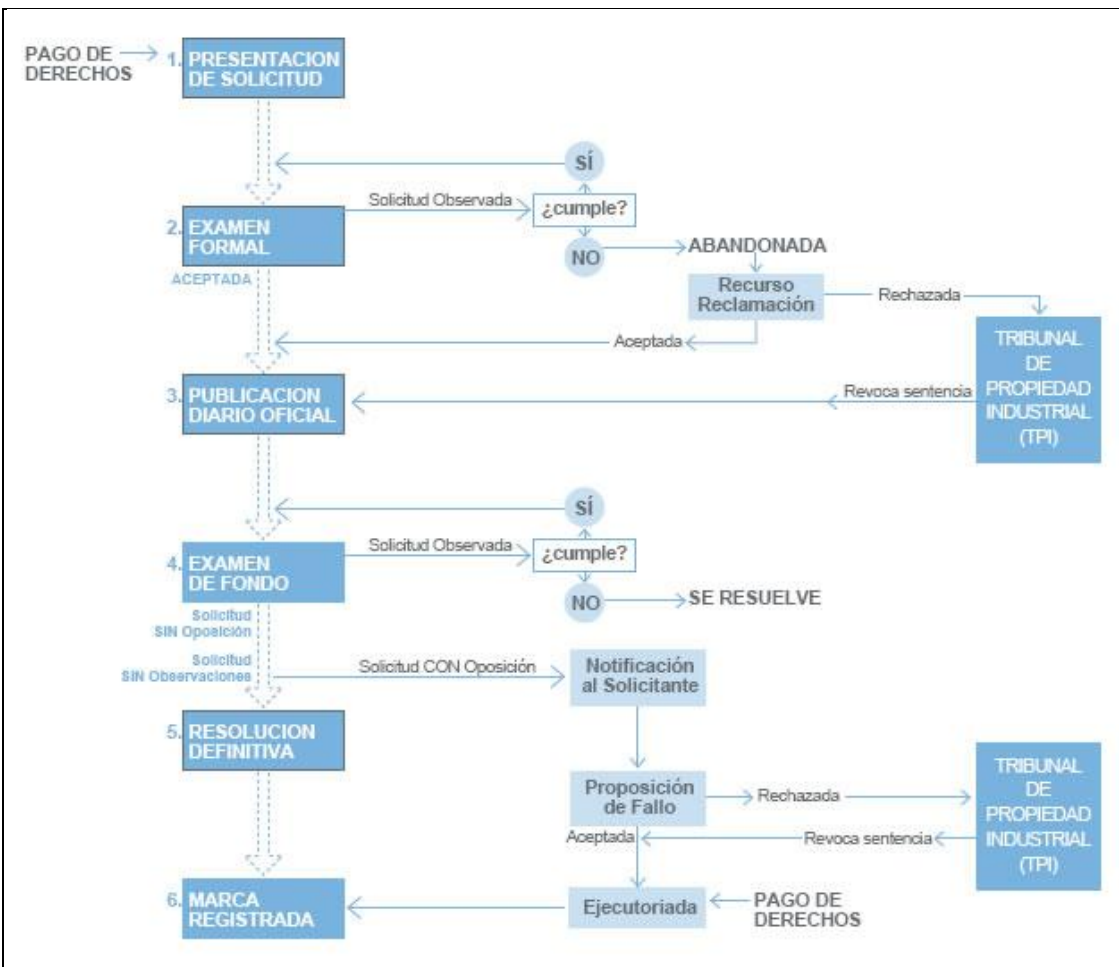 PAGO DE
DERECHOS
1. PRESENTACION
DE SOLICITUD
SÍ
Solicitud Observada
¿cumple?
2. EXAMEN
FORMAL
NO
ABANDONADA
ACEPTADA
Recurso
Reclamación
Rechazada
Aceptada
TRIBUNAL
DE
PROPIEDAD
INDUSTRIAL
(TPI)
3. PUBLICACION
DIARIO OFICIAL
Revoca sentencia
SÍ
Solicitud Observada
¿cumple?
4. EXAMEN
DE FONDO
NO
SE RESUELVE
Solicitud
SIN Oposición
Solicitud
SIN Observaciones
Solicitud CON Oposición
Notificación
al Solicitante
5. RESOLUCION
DEFINITIVA
Proposición
de Fallo
Rechazada
TRIBUNAL
DE
PROPIEDAD
INDUSTRIAL
(TPI)
Aceptada
Revoca sentencia
6. MARCA
REGISTRADA
Ejecutoriada
PAGO DE
DERECHOS